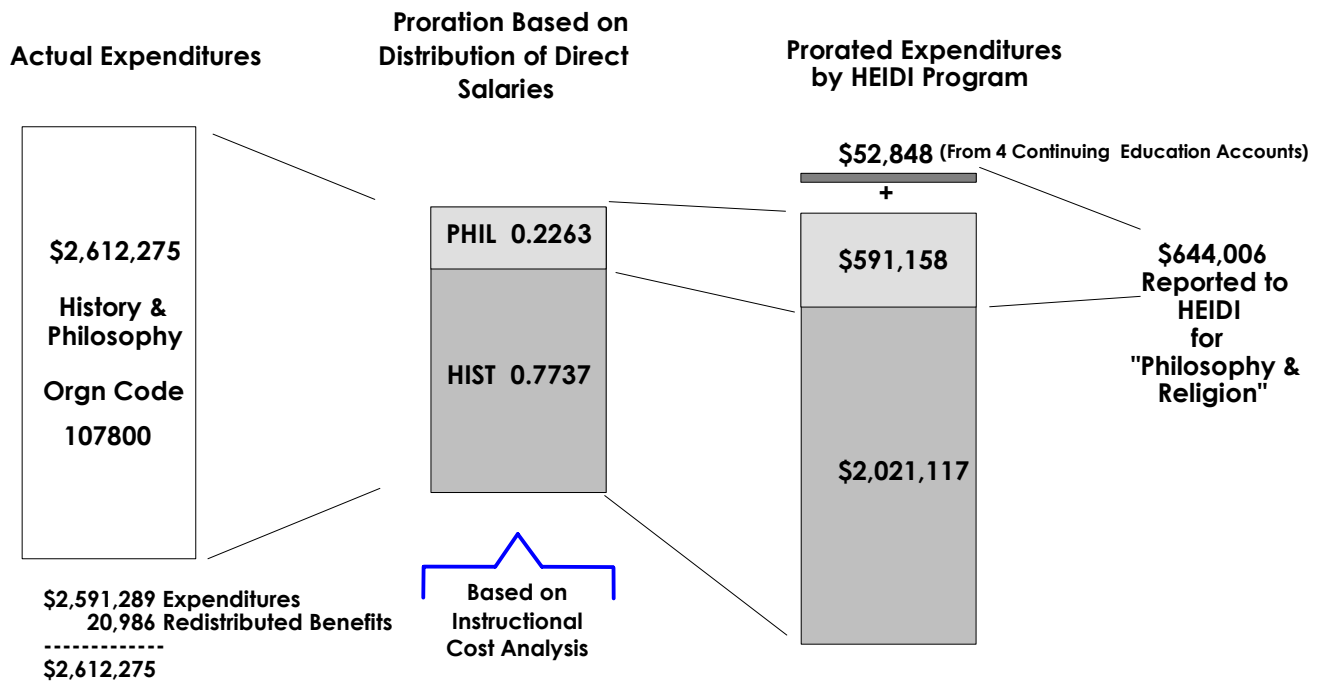 Actual Expenditures
Proration Based on
Distribution of Direct
Salaries
Prorated Expenditures
by HEIDI Program
$2,612,275
History &
Philosophy
Orgn Code
107800
$2,591,289 Expenditures
20,986 Redistributed Benefits
-------------
$2,612,275
PHIL 0.2263
HIST 0.7737
Based on
Instructional
Cost Analysis
$52,848 (From 4 Continuing Education Accounts)
+
$591,158
$2,021,117
$644,006
Reported to
HEIDI
for
"Philosophy &
Religion"